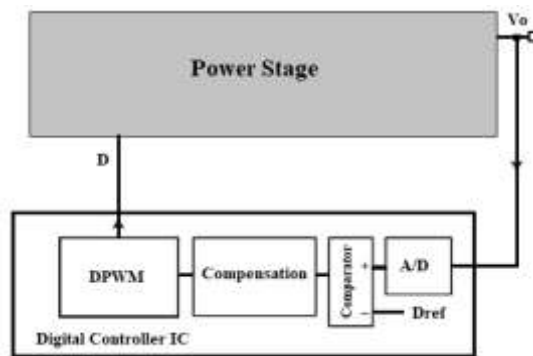 Vo
Power Stage
D
DPWM
Compensation
Comparator
+
−
A/D
Dref
Digital Controller IC